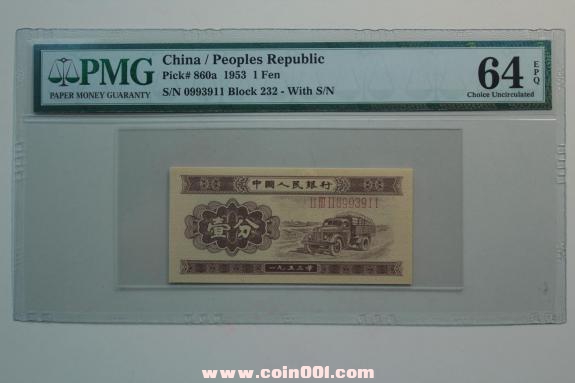 PMG
PAPER MONEY GUARANTY
China / Peoples Republic
Pick# 860a 1953 1 Fen
S/N 0993911 Block 232 - With S/N
64 EPQ
Choice Uncirculated
中國人民銀行
II III II 0993911
壹分
一九五三年
www.coin001.com